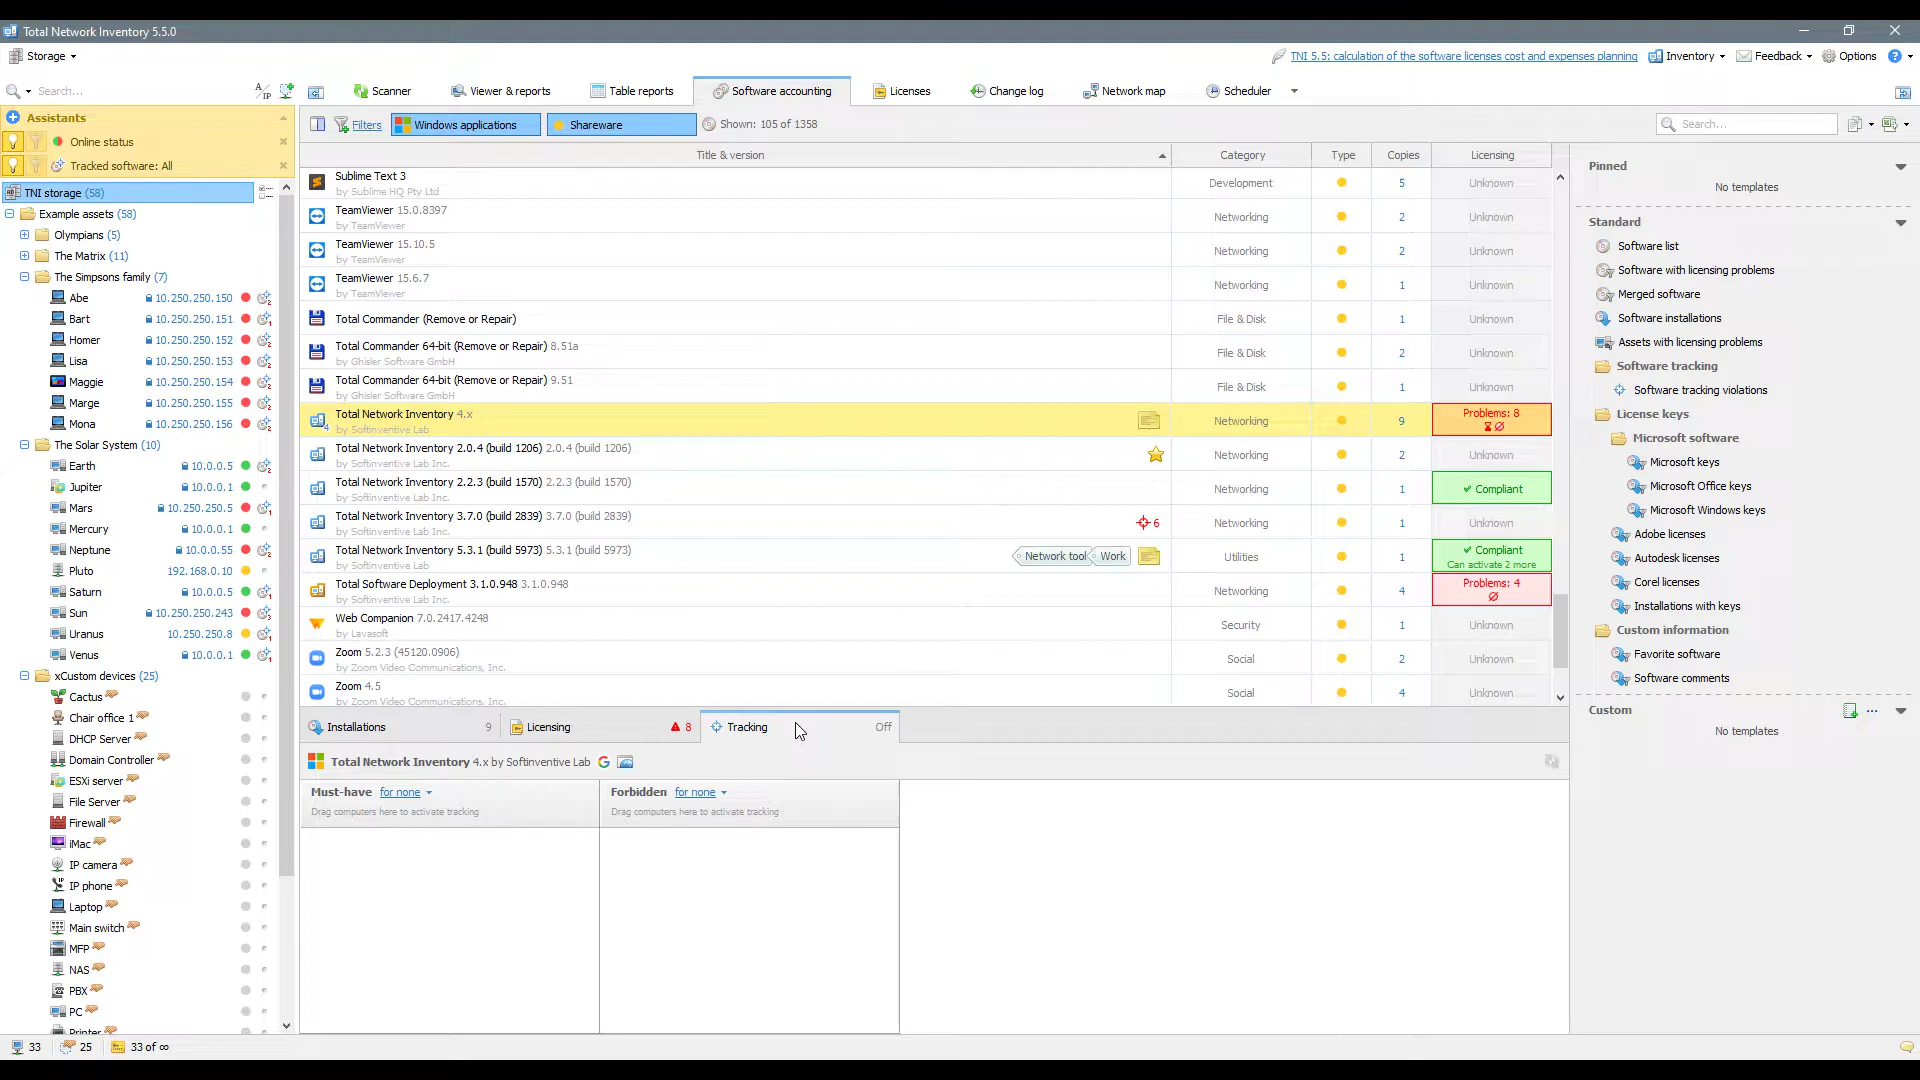 Total Network Inventory 5.5.0
Storage
TNI 5.5: calculation of the software licenses cost and expenses planning
Inventory
Feedback
Options
Search...
A/IP
Scanner
Viewer & reports
Table reports
Software accounting
Licenses
Change log
Network map
Scheduler
Assistants
Online status
Tracked software: All
TNI storage (58)
Example assets (58)
Olympians (5)
The Matrix (11)
The Simpsons family (7)
Abe 10.250.250.150 2
Bart 10.250.250.151 1
Homer 10.250.250.152 2
Lisa 10.250.250.153 1
Maggie 10.250.250.154 2
Marge 10.250.250.155 2
Mona 10.250.250.156 2
The Solar System (10)
Earth 10.0.0.5 2
Jupiter 10.0.0.1
Mars 10.250.250.5 1
Mercury 10.0.0.1
Neptune 10.0.0.55 2
Pluto 192.168.0.10
Saturn 10.0.0.5 1
Sun 10.250.250.243 3
Uranus 10.250.250.8 1
Venus 10.0.0.1 1
xCustom devices (25)
Cactus
Chair office 1
DHCP Server
Domain Controller
ESXi server
File Server
Firewall
iMac
IP camera
IP phone
Laptop
Main switch
MFP
NAS
PBX
PC
Printer
Filters
Windows applications
Shareware
Shown: 105 of 1358
Search...
Title & version Category Type Copies Licensing
Sublime Text 3 Development 5 Unknown
by Sublime HQ Pty Ltd
TeamViewer 15.0.8397 Networking 2 Unknown
by TeamViewer
TeamViewer 15.10.5 Networking 2 Unknown
by TeamViewer
TeamViewer 15.6.7 Networking 1 Unknown
by TeamViewer
Total Commander (Remove or Repair) File & Disk 1 Unknown
Total Commander 64-bit (Remove or Repair) 8.51a File & Disk 2 Unknown
by Ghisler Software GmbH
Total Commander 64-bit (Remove or Repair) 9.51 File & Disk 1 Unknown
by Ghisler Software GmbH
Total Network Inventory 4.x Networking 9 Problems: 8
by Softinventive Lab
Total Network Inventory 2.0.4 (build 1206) 2.0.4 (build 1206) Networking 2 Unknown
by Softinventive Lab Inc.
Total Network Inventory 2.2.3 (build 1570) 2.2.3 (build 1570) Networking 1 Compliant
by Softinventive Lab Inc.
Total Network Inventory 3.7.0 (build 2839) 3.7.0 (build 2839) 6 Networking 1 Unknown
by Softinventive Lab Inc.
Total Network Inventory 5.3.1 (build 5973) 5.3.1 (build 5973) Network tool Work Utilities 1 Compliant
by Softinventive Lab Can activate 2 more
Total Software Deployment 3.1.0.948 3.1.0.948 Networking 4 Problems: 4
by Softinventive Lab Inc.
Web Companion 7.0.2417.4248 Security 1 Unknown
by Lavasoft
Zoom 5.2.3 (45120.0906) Social 2 Unknown
by Zoom Video Communications, Inc.
Zoom 4.5 Social 4 Unknown
by Zoom Video Communications, Inc.
Installations 9
Licensing 8
Tracking Off
Total Network Inventory 4.x by Softinventive Lab
Must-have for none
Drag computers here to activate tracking
Forbidden for none
Drag computers here to activate tracking
Pinned
No templates
Standard
Software list
Software with licensing problems
Merged software
Software installations
Assets with licensing problems
Software tracking
Software tracking violations
License keys
Microsoft software
Microsoft keys
Microsoft Office keys
Microsoft Windows keys
Adobe licenses
Autodesk licenses
Corel licenses
Installations with keys
Custom information
Favorite software
Software comments
Custom
No templates
33
25
33 of ∞